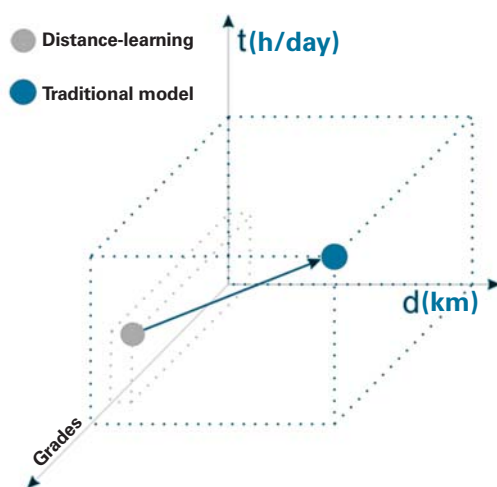 Distance-learning
Traditional model
t(h/day)
d(km)
Grades